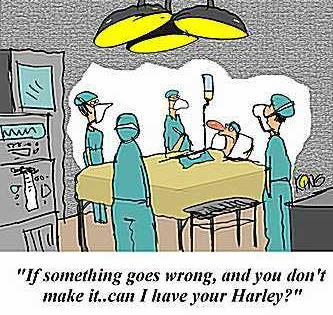 "If something goes wrong, and you don't
make it..can I have your Harley?"